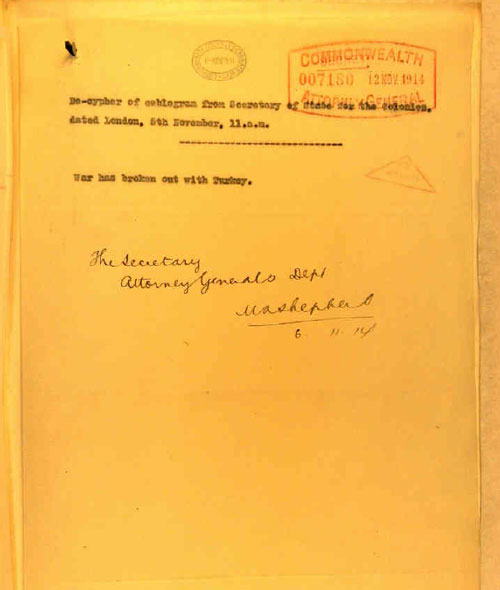 COMMONWEALTH
007180 12 NOV 1914
ATTORNEY-GENERAL
De-cypher of cablegram from Secretary of State for the Colonies,
dated London, 5th November, 11.a.m.
War has broken out with Turkey.
The Secretary
Attorney Generals Dept
M A Shepherd
6 11 14